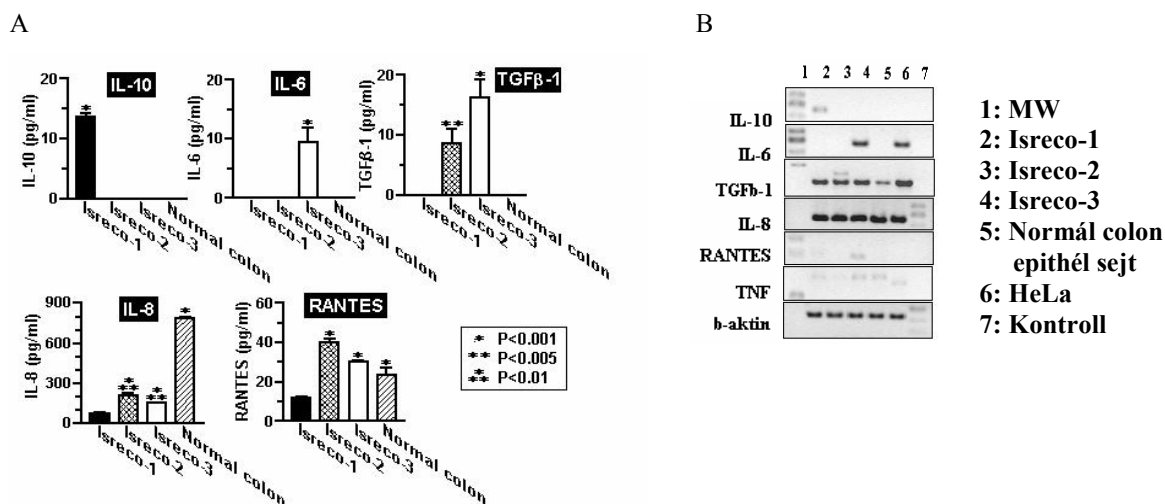 A
B
20
15
10
5
0
IL-10 (pg/ml)
IL-10
*
Isreco-1
Isreco-2
Isreco-3
Normal colon
20
15
10
5
0
IL-6 (pg/ml)
IL-6
*
Isreco-1
Isreco-2
Isreco-3
Normal colon
20
15
10
5
0
TGFβ-1 (pg/ml)
TGFβ-1
**
*
Isreco-1
Isreco-2
Isreco-3
Normal colon
900
600
300
0
IL-8 (pg/ml)
IL-8
*
**
*
**
*
Isreco-1
Isreco-2
Isreco-3
Normal colon
60
40
20
0
RANTES (pg/ml)
RANTES
*
*
*
Isreco-1
Isreco-2
Isreco-3
Normal colon
* P<0.001
** P<0.005
*
** P<0.01
1 2 3 4 5 6 7
IL-10
IL-6
TGFb-1
IL-8
RANTES
TNF
b-aktin
1: MW
2: Isreco-1
3: Isreco-2
4: Isreco-3
5: Normál colon
epithél sejt
6: HeLa
7: Kontroll